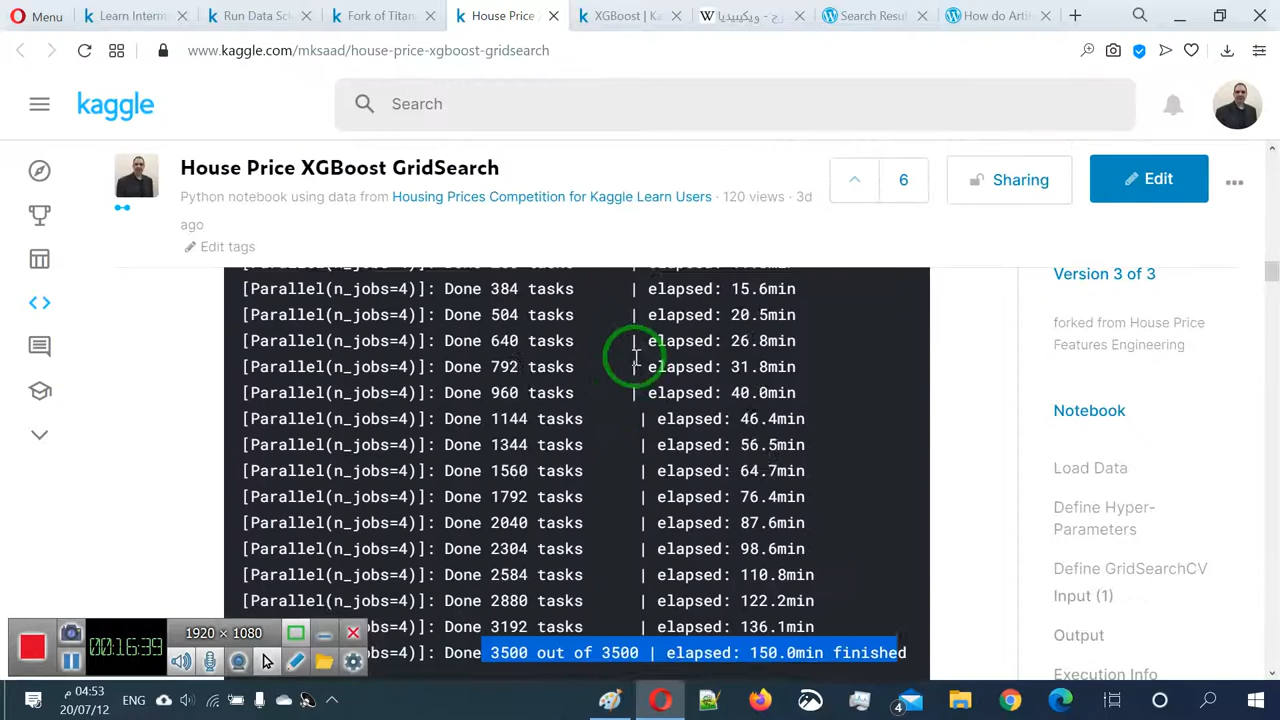 Menu
Learn Interm
Run Data Sc
Fork of Titan
House Price
XGBoost | Ka
رح - ويكيبيديا
Search Resul
How do Artif
www.kaggle.com/mksaad/house-price-xgboost-gridsearch
kaggle
Search
House Price XGBoost GridSearch
Python notebook using data from Housing Prices Competition for Kaggle Learn Users · 120 views · 3d
ago
Edit tags
6
Sharing
Edit
[Parallel(n_jobs=4)]: Done 384 tasks | elapsed: 15.6min
[Parallel(n_jobs=4)]: Done 504 tasks | elapsed: 20.5min
[Parallel(n_jobs=4)]: Done 640 tasks | elapsed: 26.8min
[Parallel(n_jobs=4)]: Done 792 tasks | elapsed: 31.8min
[Parallel(n_jobs=4)]: Done 960 tasks | elapsed: 40.0min
[Parallel(n_jobs=4)]: Done 1144 tasks | elapsed: 46.4min
[Parallel(n_jobs=4)]: Done 1344 tasks | elapsed: 56.5min
[Parallel(n_jobs=4)]: Done 1560 tasks | elapsed: 64.7min
[Parallel(n_jobs=4)]: Done 1792 tasks | elapsed: 76.4min
[Parallel(n_jobs=4)]: Done 2040 tasks | elapsed: 87.6min
[Parallel(n_jobs=4)]: Done 2304 tasks | elapsed: 98.6min
[Parallel(n_jobs=4)]: Done 2584 tasks | elapsed: 110.8min
[Parallel(n_jobs=4)]: Done 2880 tasks | elapsed: 122.2min
s=4)]: Done 3192 tasks | elapsed: 136.1min
s=4)]: Done 3500 out of 3500 | elapsed: 150.0min finished
Version 3 of 3
forked from House Price
Features Engineering
Notebook
Load Data
Define Hyper-
Parameters
Define GridSearchCV
Input (1)
Output
00:16:39
1920 × 1080
04:53 م
20/07/12
ENG
4